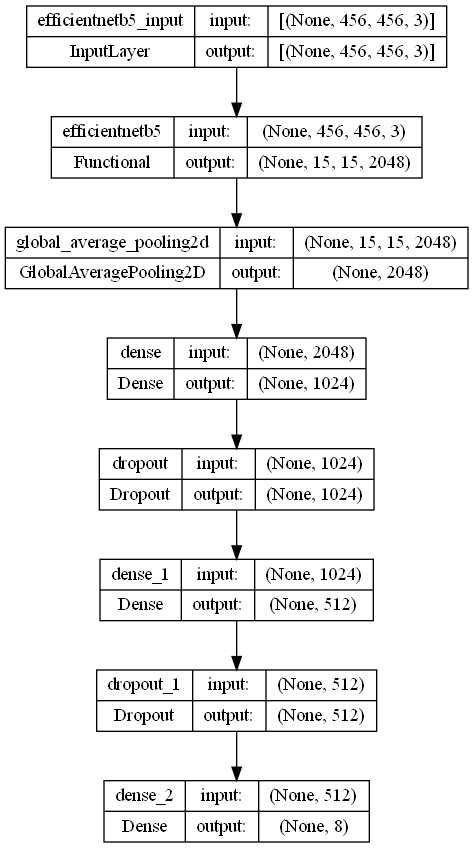 efficientnetb5_input input: [(None, 456, 456, 3)]
InputLayer output: [(None, 456, 456, 3)]
efficientnetb5 input: (None, 456, 456, 3)
Functional output: (None, 15, 15, 2048)
global_average_pooling2d input: (None, 15, 15, 2048)
GlobalAveragePooling2D output: (None, 2048)
dense input: (None, 2048)
Dense output: (None, 1024)
dropout input: (None, 1024)
Dropout output: (None, 1024)
dense_1 input: (None, 1024)
Dense output: (None, 512)
dropout_1 input: (None, 512)
Dropout output: (None, 512)
dense_2 input: (None, 512)
Dense output: (None, 8)